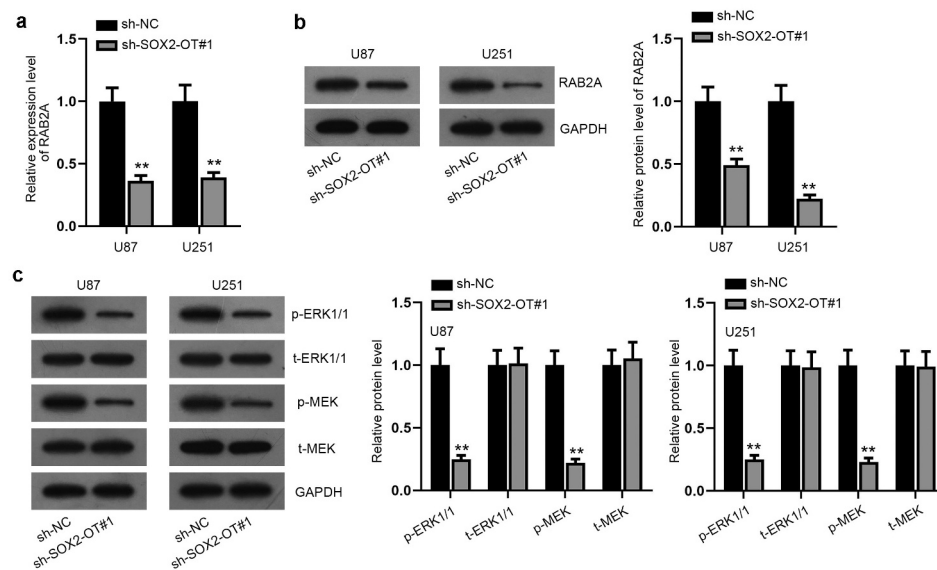 a
sh-NC
sh-SOX2-OT#1
Relative expression level
of RAB2A
1.5
1.0
0.5
0.0
**
**
U87
U251
b
U87
U251
RAB2A
GAPDH
sh-NC
sh-SOX2-OT#1
sh-NC
sh-SOX2-OT#1
sh-NC
sh-SOX2-OT#1
Relative protein level of RAB2A
1.5
1.0
0.5
0.0
**
**
U87
U251
c
U87
U251
p-ERK1/1
t-ERK1/1
p-MEK
t-MEK
GAPDH
sh-NC
sh-SOX2-OT#1
sh-NC
sh-SOX2-OT#1
sh-NC
sh-SOX2-OT#1
U87
Relative protein level
1.5
1.0
0.5
0.0
**
**
p-ERK1/1
t-ERK1/1
p-MEK
t-MEK
sh-NC
sh-SOX2-OT#1
U251
Relative protein level
1.5
1.0
0.5
0.0
**
**
p-ERK1/1
t-ERK1/1
p-MEK
t-MEK